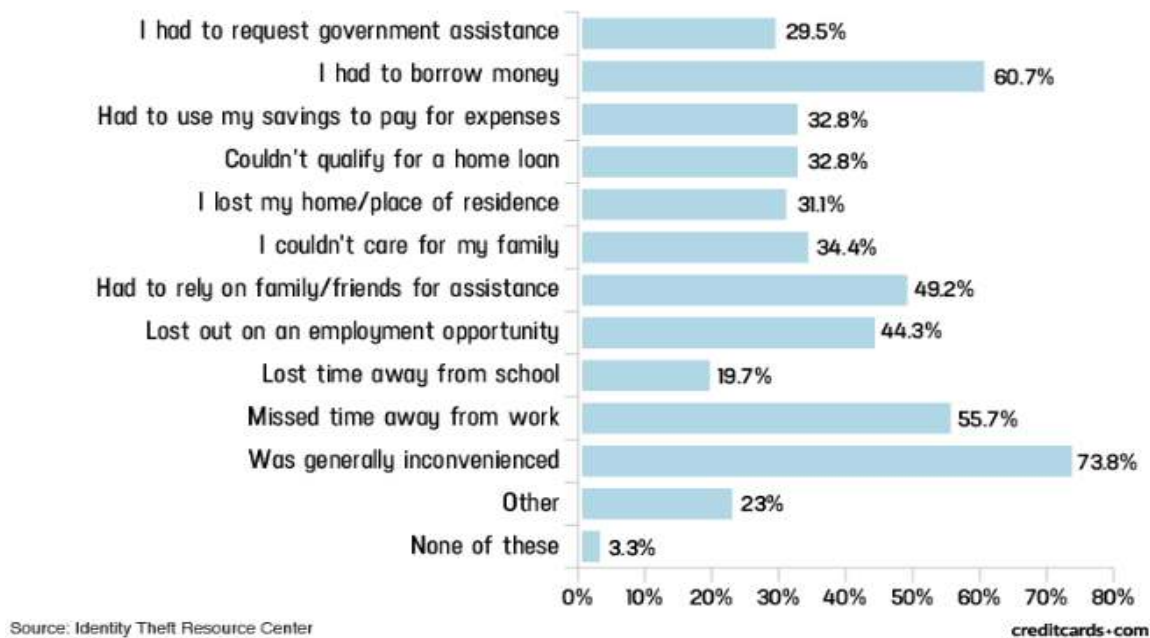 I had to request government assistance 29.5%
I had to borrow money 60.7%
Had to use my savings to pay for expenses 32.8%
Couldn't qualify for a home loan 32.8%
I lost my home/place of residence 31.1%
I couldn't care for my family 34.4%
Had to rely on family/friends for assistance 49.2%
Lost out on an employment opportunity 44.3%
Lost time away from school 19.7%
Missed time away from work 55.7%
Was generally inconvenienced 73.8%
Other 23%
None of these 3.3%
0% 10% 20% 30% 40% 50% 60% 70% 80%
Source: Identity Theft Resource Center creditcards.com